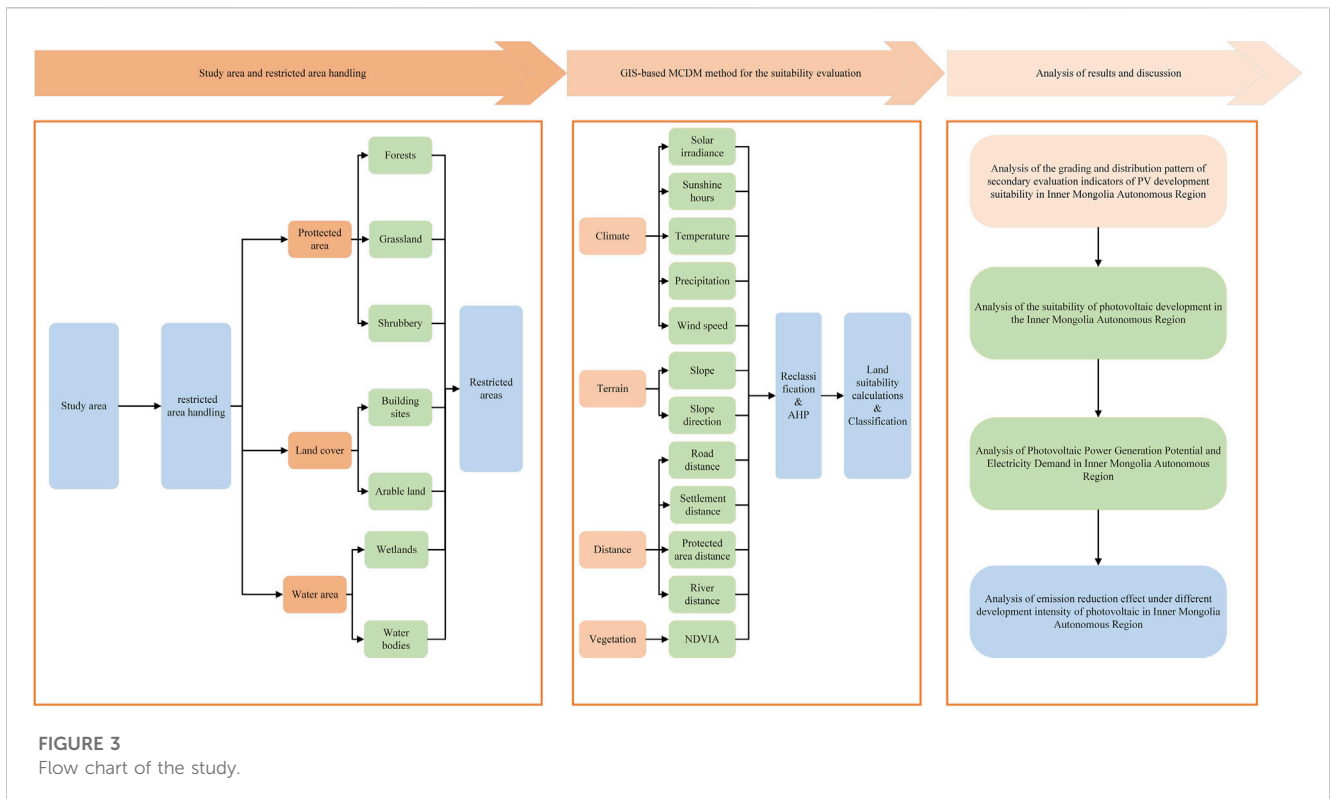 Study area and restricted area handling
GIS-based MCDM method for the suitability evaluation
Analysis of results and discussion
Study area
restricted
area handling
Prottected
area
Land cover
Water area
Forests
Grassland
Shrubbery
Building
sites
Arable land
Wetlands
Water
bodies
Restricted
areas
Climate
Terrain
Distance
Vegetation
Solar
irradiance
Sunshine
hours
Temperature
Precipitation
Wind speed
Slope
Slope
direction
Road
distance
Settlement
distance
Protected
area distance
River
distance
NDVIA
Reclassi
fication
&
AHP
Land
suitability
calculations
&
Classification
Analysis of the grading and distribution pattern of
secondary evaluation indicators of PV development
suitability in Inner Mongolia Autonomous Region
Analysis of the suitability of photovoltaic development in
the Inner Mongolia Autonomous Region
Analysis of Photovoltaic Power Generation Potential and
Electricity Demand in Inner Mongolia Autonomous
Region
Analysis of emission reduction effect under different
development intensity of photovoltaic in Inner Mongolia
Autonomous Region
FIGURE 3
Flow chart of the study.